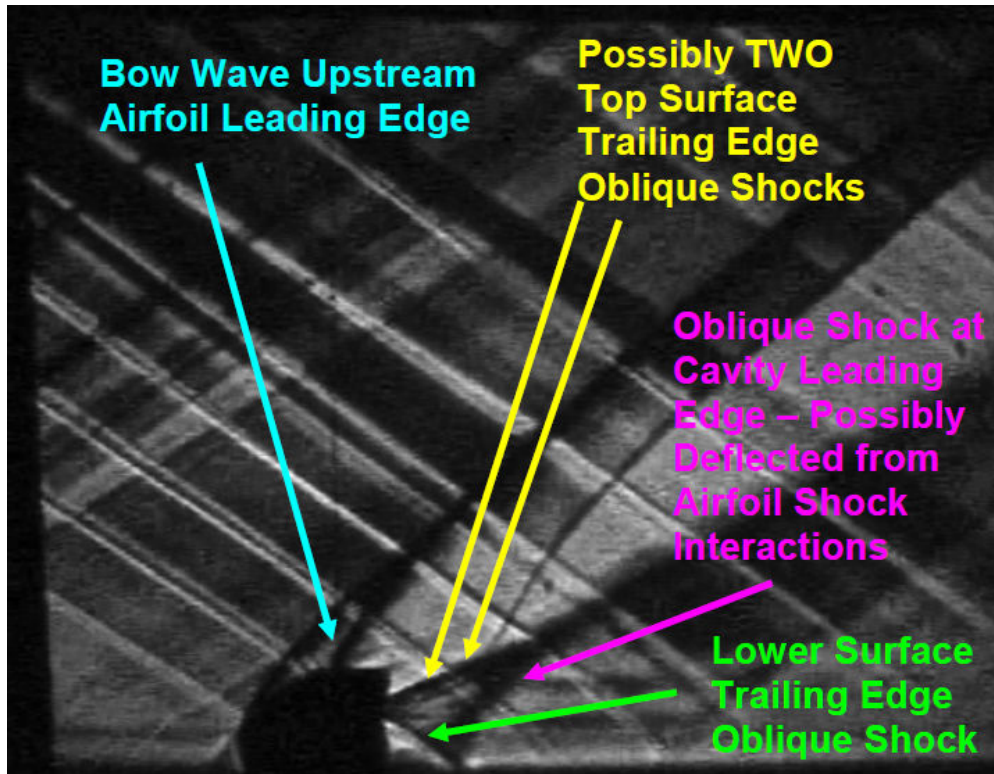 Bow Wave Upstream
Airfoil Leading Edge
Possibly TWO
Top Surface
Trailing Edge
Oblique Shocks
Oblique Shock at
Cavity Leading
Edge – Possibly
Deflected from
Airfoil Shock
Interactions
Lower Surface
Trailing Edge
Oblique Shock